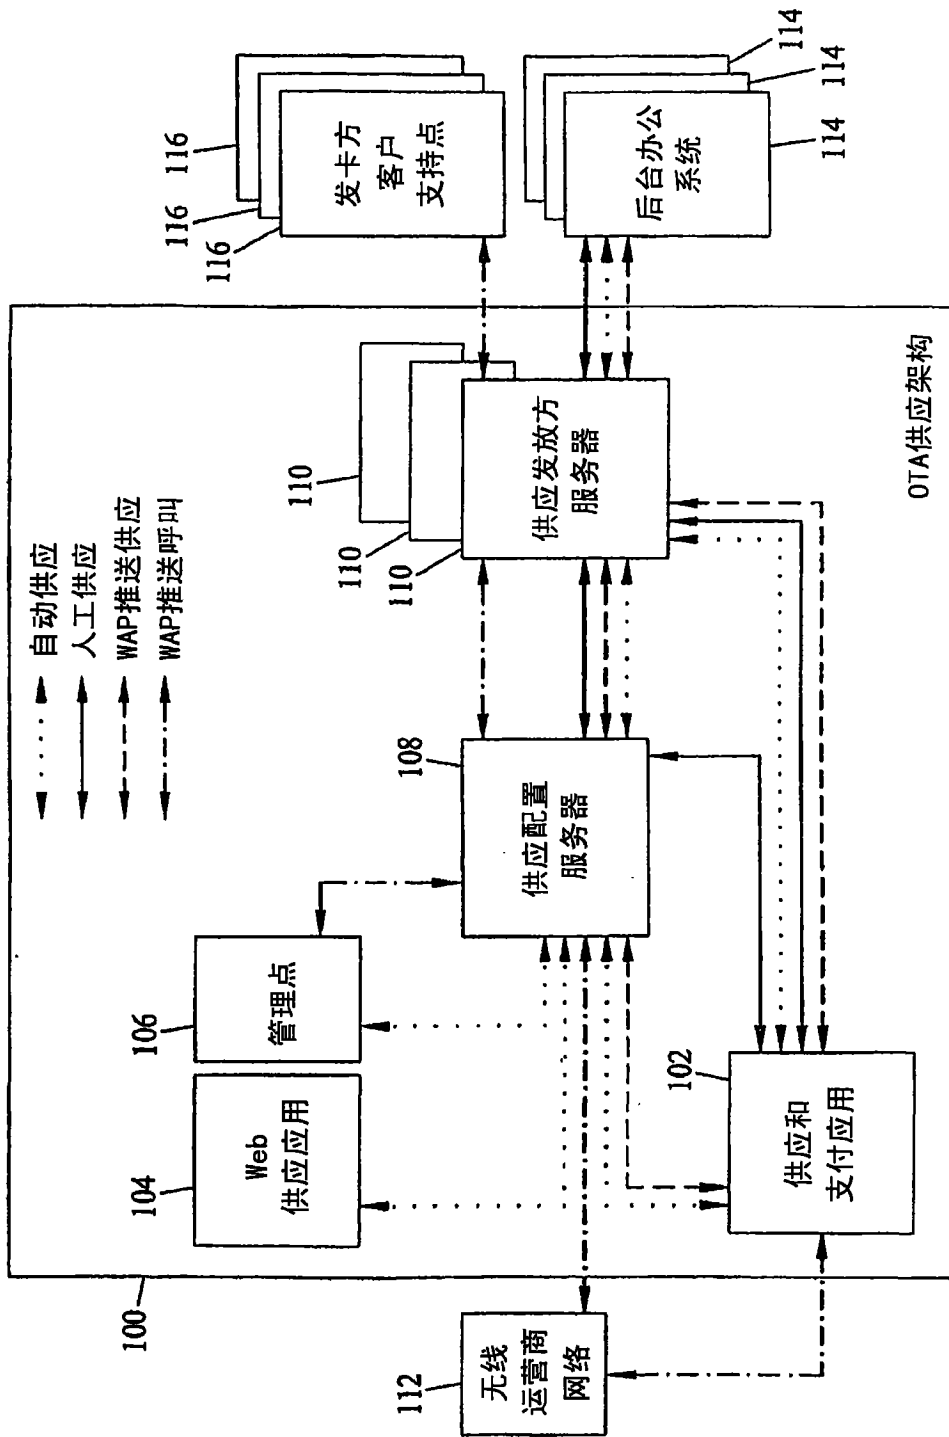 自动供应
人工供应
WAP推送供应
WAP推送呼叫
116
116
116
发卡方
客户
支持点
114
114
114
后台办公
系统
110
110
110
供应发放方
服务器
108
供应配置
服务器
106
管理点
104
Web
供应应用
102
供应和
支付应用
100
112
无线
运营商
网络
OTA供应架构